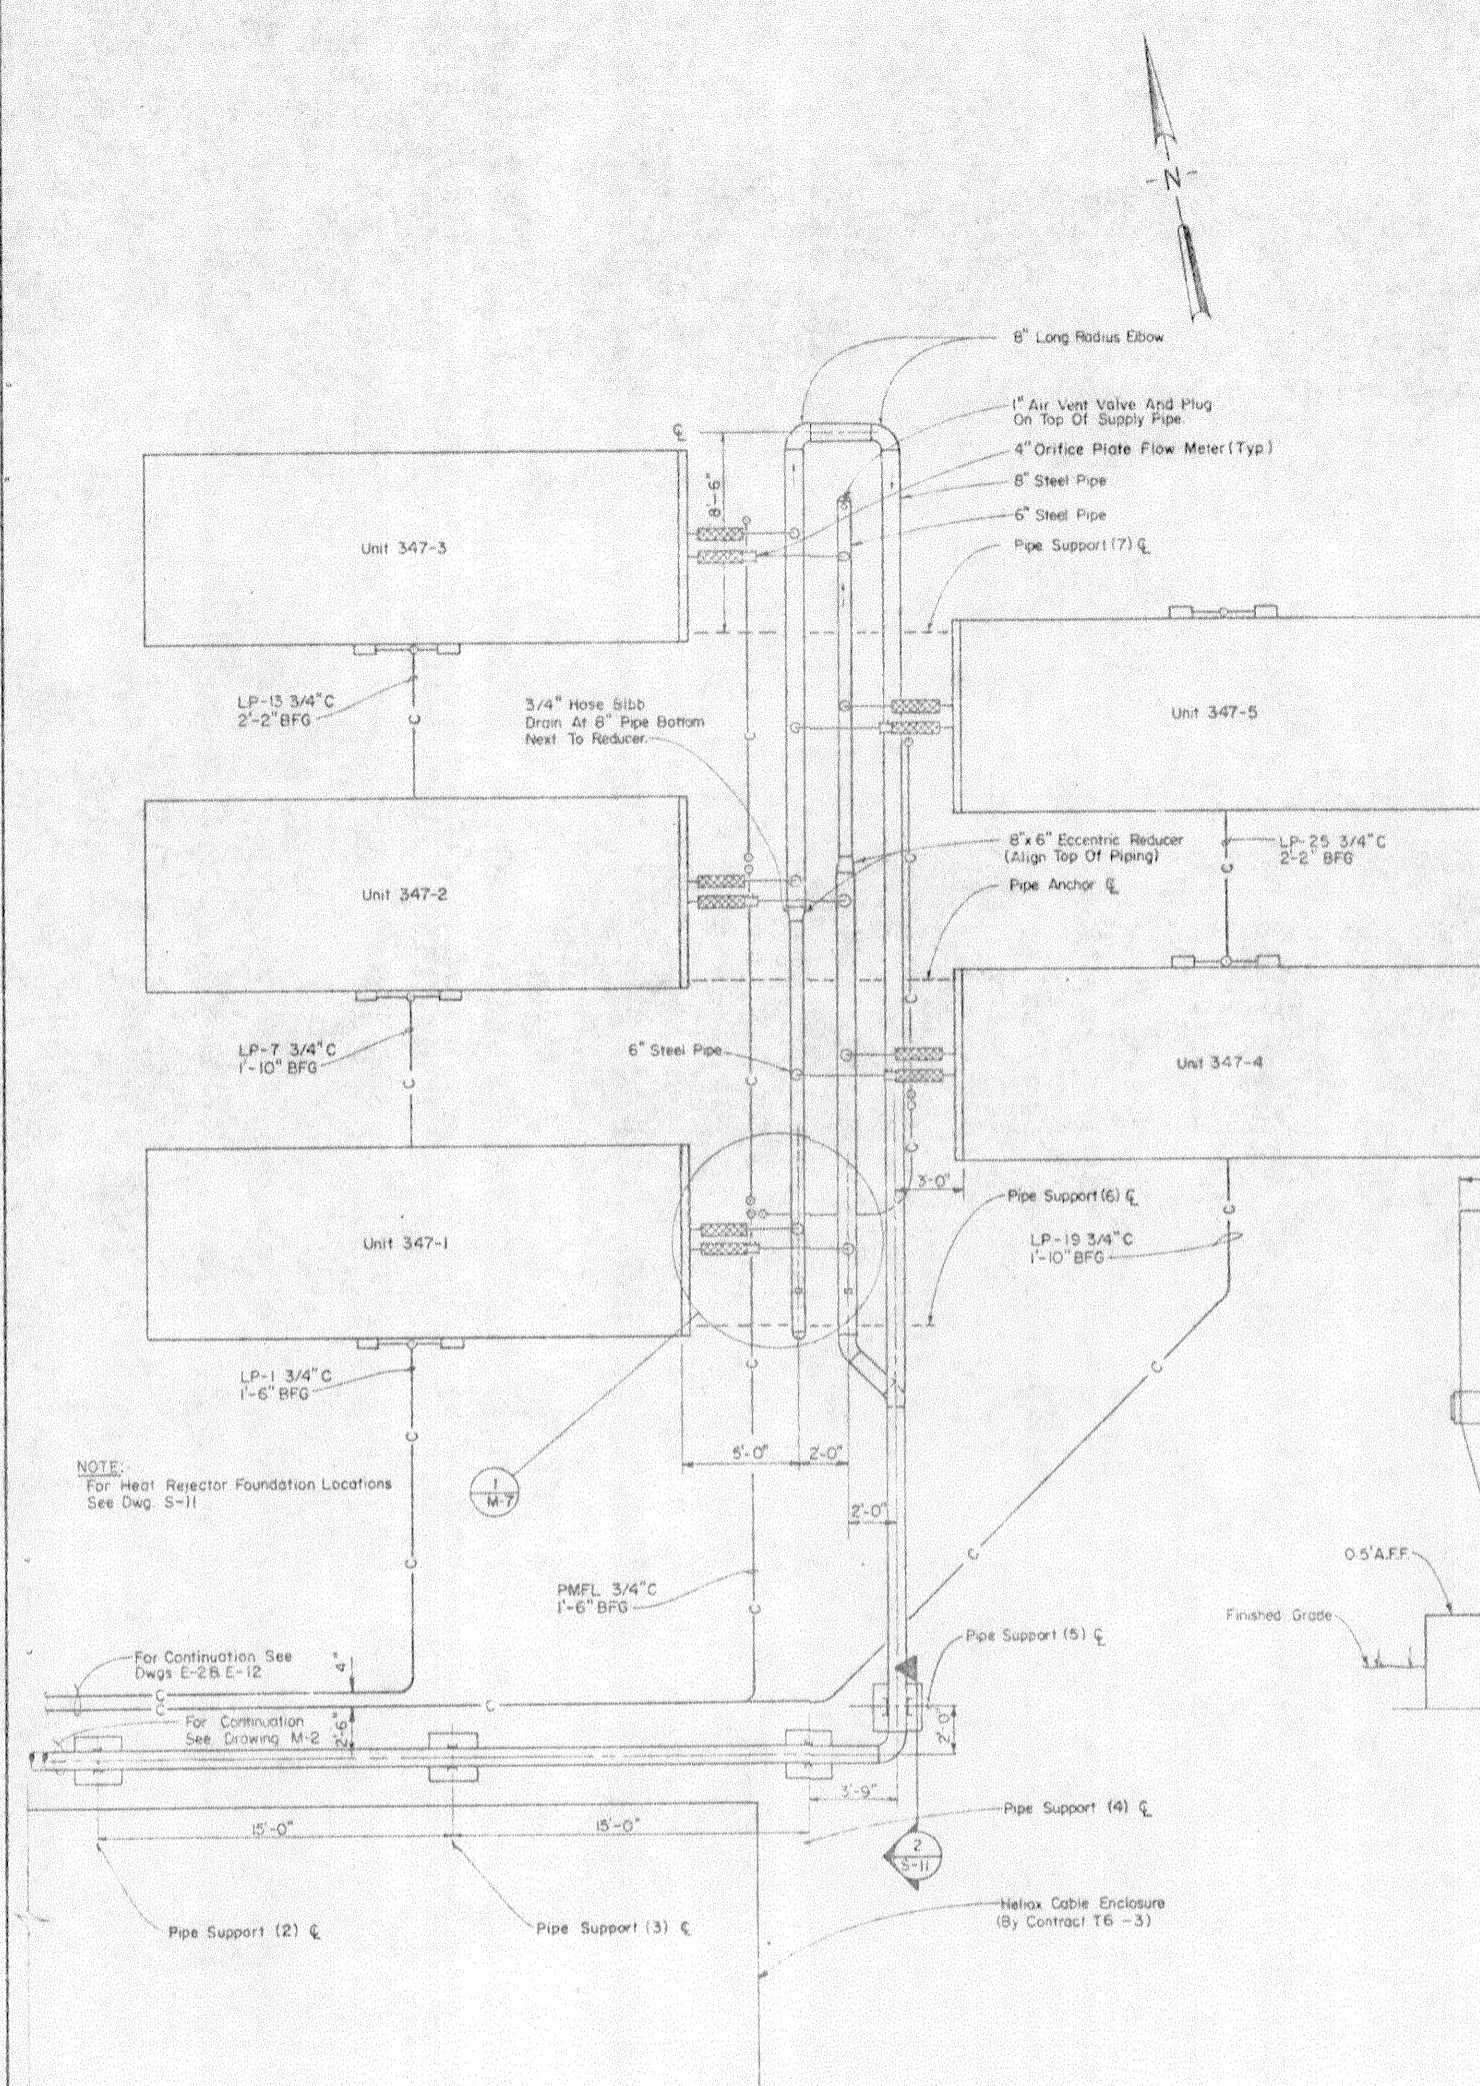 N
8" Long Radius Elbow
1" Air Vent Valve And Plug
On Top Of Supply Pipe.
4" Orifice Plate Flow Meter (Typ.)
8" Steel Pipe
6" Steel Pipe
Pipe Support (7) ℄
℄
8'-6"
Unit 347-3
LP-13 3/4" C
2'-2" BFG
C
3/4" Hose Bibb
Drain At 8" Pipe Bottom
Next To Reducer.
C
Unit 347-5
8" x 6" Eccentric Reducer
(Align Top Of Piping)
Pipe Anchor ℄
LP-25 3/4" C
2'-2" BFG
C
C
Unit 347-2
C
LP-7 3/4" C
1'-10" BFG
C
6" Steel Pipe
C
Unit 347-4
C
3'-0"
Pipe Support (6) ℄
C
LP-19 3/4" C
1'-10" BFG
Unit 347-1
C
C
LP-1 3/4" C
1'-6" BFG
C
5'-0"
2'-0"
NOTE:
For Heat Rejector Foundation Locations
See Dwg. S-11
1
M-7
2'-0"
C
C
0.5' A.F.F.
PMFL 3/4" C
1'-6" BFG
C
Finished Grade
Pipe Support (5) ℄
For Continuation See
Dwgs E-2 & E-12
4"
C
C
C
For Continuation
See Drawing M-2
2'-6"
2'-0"
3'-9"
Pipe Support (4) ℄
15'-0"
15'-0"
2
S-11
Heliax Cable Enclosure
(By Contract T6 -3)
Pipe Support (2) ℄
Pipe Support (3) ℄